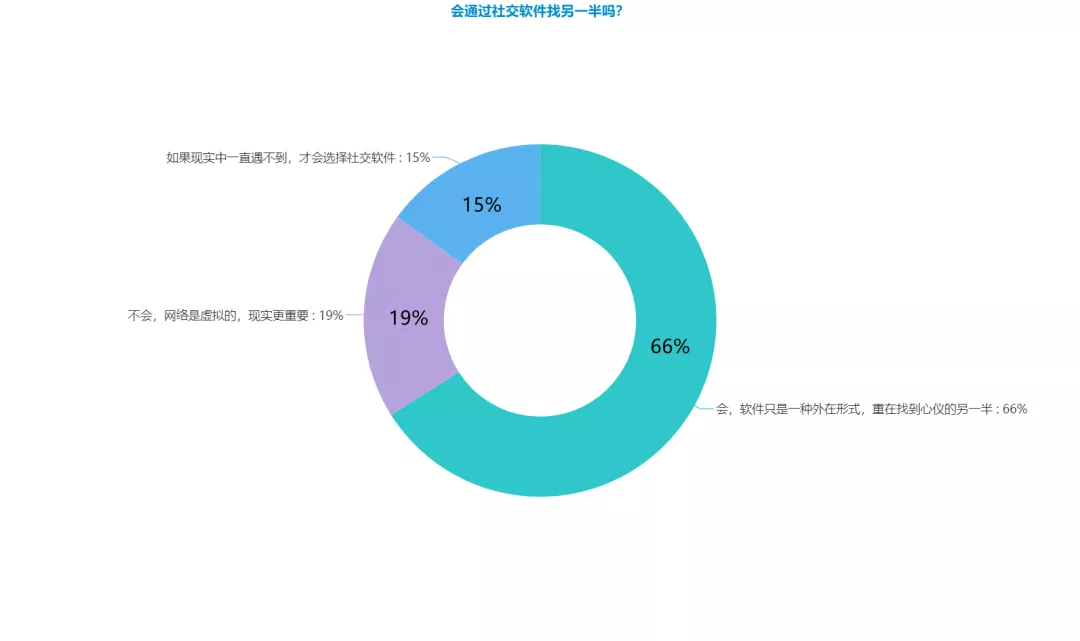 会通过社交软件找另一半吗？
如果现实中一直遇不到，才会选择社交软件 : 15%
15%
不会，网络是虚拟的，现实更重要 : 19%
19%
66%
会，软件只是一种外在形式，重在找到心仪的另一半 : 66%